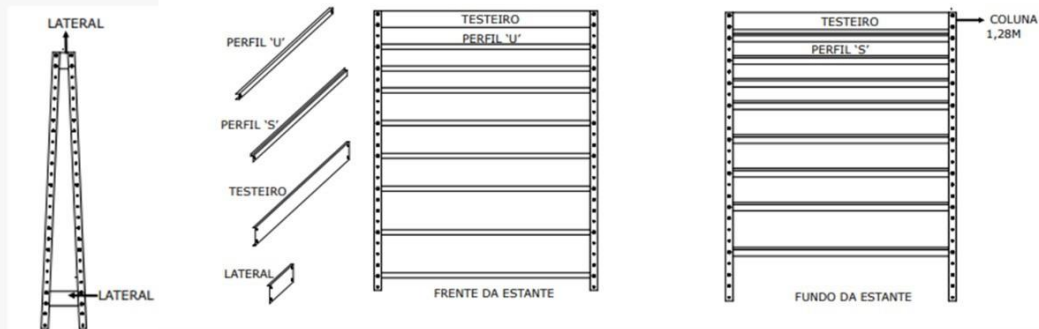 LATERAL
LATERAL
PERFIL 'U'
PERFIL 'S'
TESTEIRO
LATERAL
TESTEIRO
PERFIL 'U'
FRENTE DA ESTANTE
TESTEIRO
PERFIL 'S'
COLUNA
1,28M
FUNDO DA ESTANTE